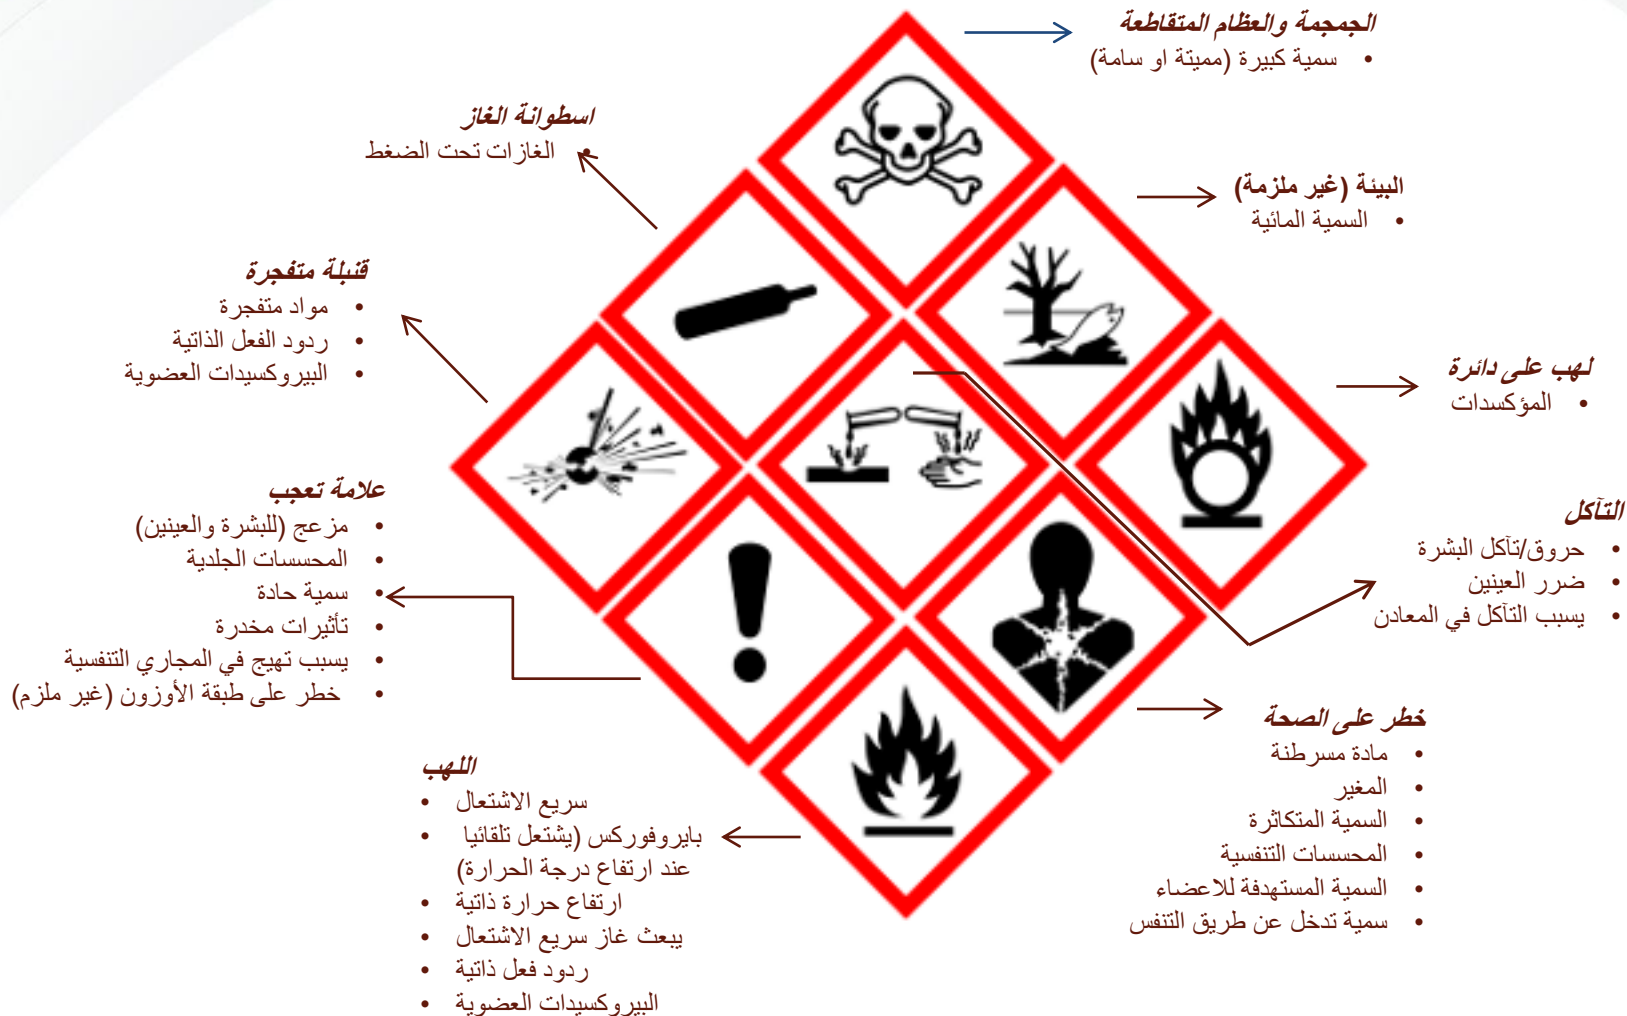 الجمجمة والعظام المتقاطعة
• سمية كبيرة (مميتة او سامة)
اسطوانة الغاز
• الغازات تحت الضغط
البيئة (غير ملزمة)
• السمية المائية
قنبلة متفجرة
• مواد متفجرة
• ردود الفعل الذاتية
• البيروكسيدات العضوية
لهب على دائرة
• المؤكسدات
علامة تعجب
• مزعج (للبشرة والعينين)
• المحسسات الجلدية
• سمية حادة
• تأثيرات مخدرة
• يسبب تهيج في المجاري التنفسية
• خطر على طبقة الأوزون (غير ملزم)
التآكل
• حروق/تآكل البشرة
• ضرر العينين
• يسبب التآكل في المعادن
خطر على الصحة
• مادة مسرطنة
• المغير
• السمية المتكاثرة
• المحسسات التنفسية
• السمية المستهدفة للاعضاء
• سمية تدخل عن طريق التنفس
اللهب
• سريع الاشتعال
• بايروفوركس (يشتعل تلقائيا
عند ارتفاع درجة الحرارة)
• ارتفاع حرارة ذاتية
• يبعث غاز سريع الاشتعال
• ردود فعل ذاتية
• البيروكسيدات العضوية